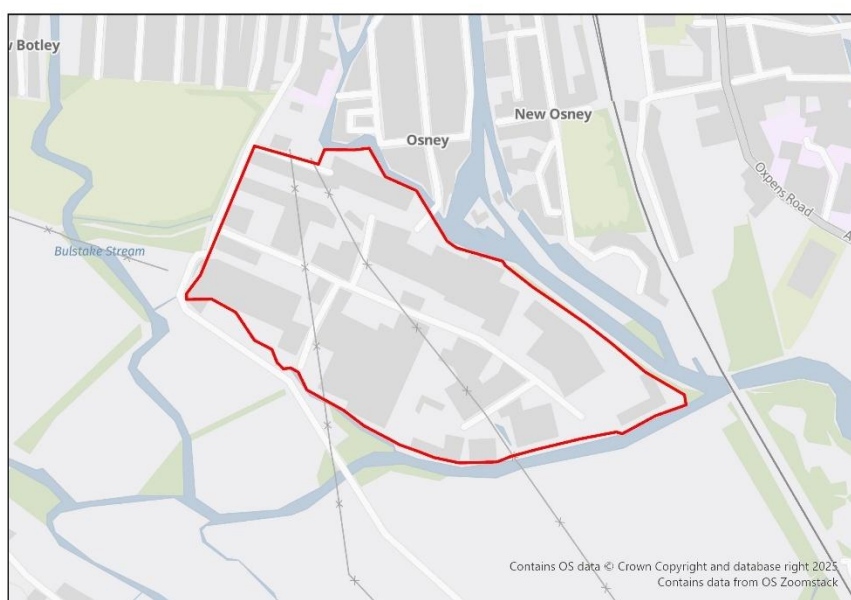 Botley
New Osney
Osney
Oxpens Road
Bulstake Stream
Contains OS data © Crown Copyright and database right 2025
Contains data from OS Zoomstack